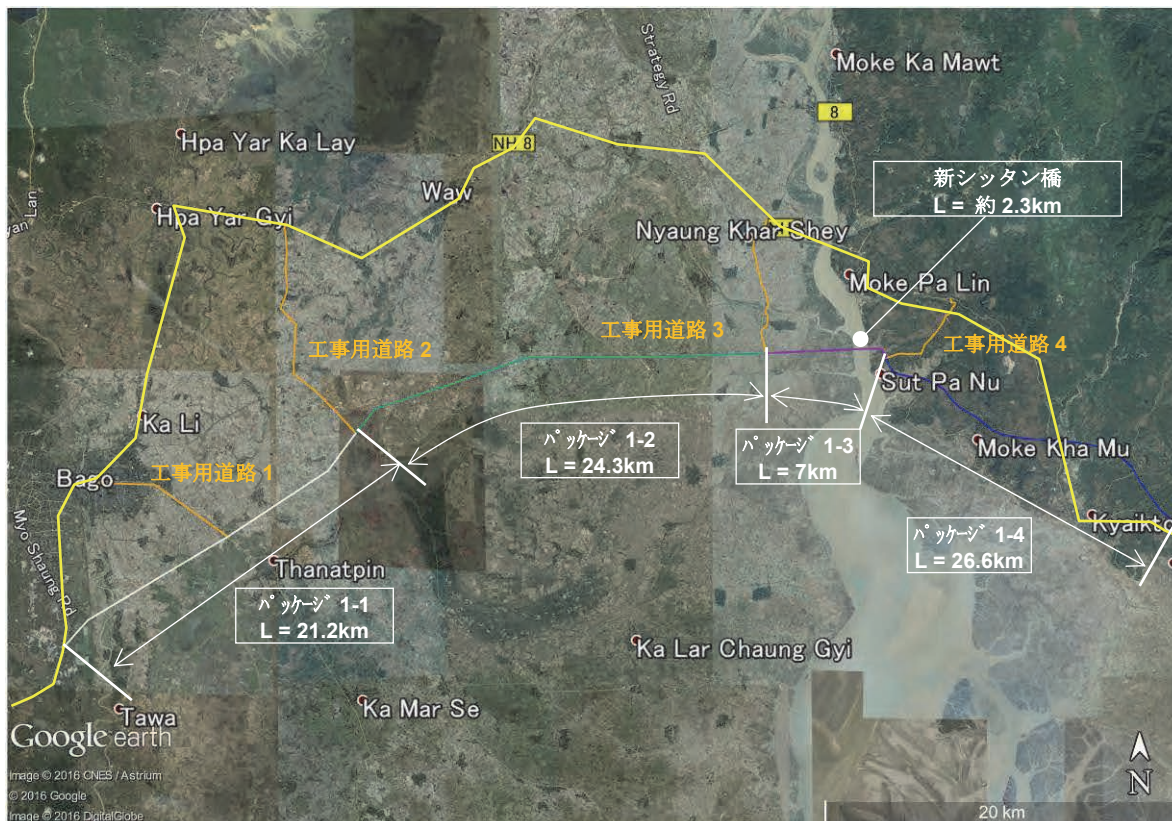 Strategy Rd
Moke Ka Mawt
8
Hpa Yar Ka Lay
NH 8
新シッタン橋
L = 約 2.3km
Waw
yan Lan
Hpa Yar Gyi
Nyaung Khar Shey
Moke Pa Lin
工事用道路 3
工事用道路 2
工事用道路 4
Sut Pa Nu
Ka Li
パッケージ 1-2
L = 24.3km
パッケージ 1-3
L = 7km
Moke Kha Mu
Bago
工事用道路 1
Kyaikto
Myo Shaung Rd
パッケージ 1-4
L = 26.6km
Thanatpin
パッケージ 1-1
L = 21.2km
Ka Lar Chaung Gyi
Ka Mar Se
Tawa
Google earth
Image © 2016 CNES / Astrium
© 2016 Google
Image © 2016 DigitalGlobe
N
20 km